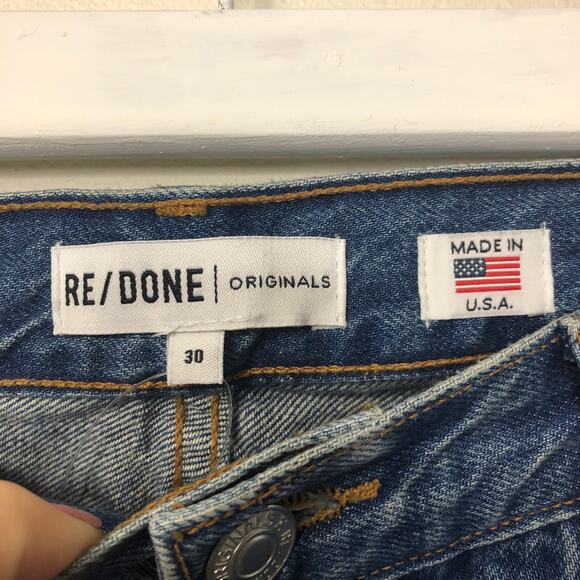 RE/DONE | ORIGINALS
30
MADE IN
U.S.A.